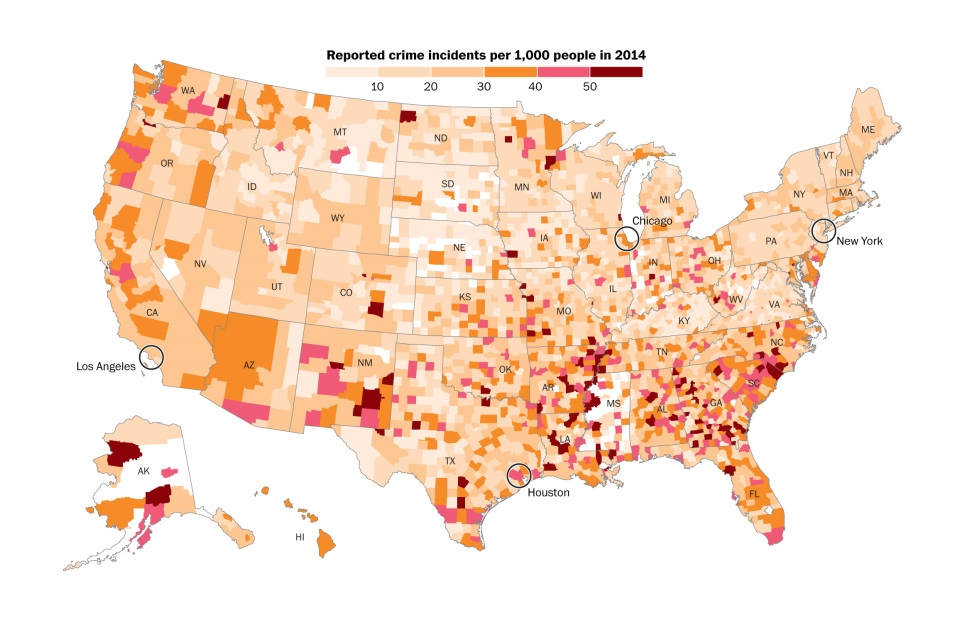 Reported crime incidents per 1,000 people in 2014
10 20 30 40 50
WA
MT
ND
ME
VT
NH
OR
ID
SD
MN
WI
MI
NY
MA
WY
Chicago
New York
NV
UT
CO
NE
IA
IL
IN
OH
PA
CA
KS
MO
KY
WV
VA
Los Angeles
AZ
NM
OK
AR
TN
NC
SC
MS
AL
GA
TX
LA
Houston
FL
AK
HI